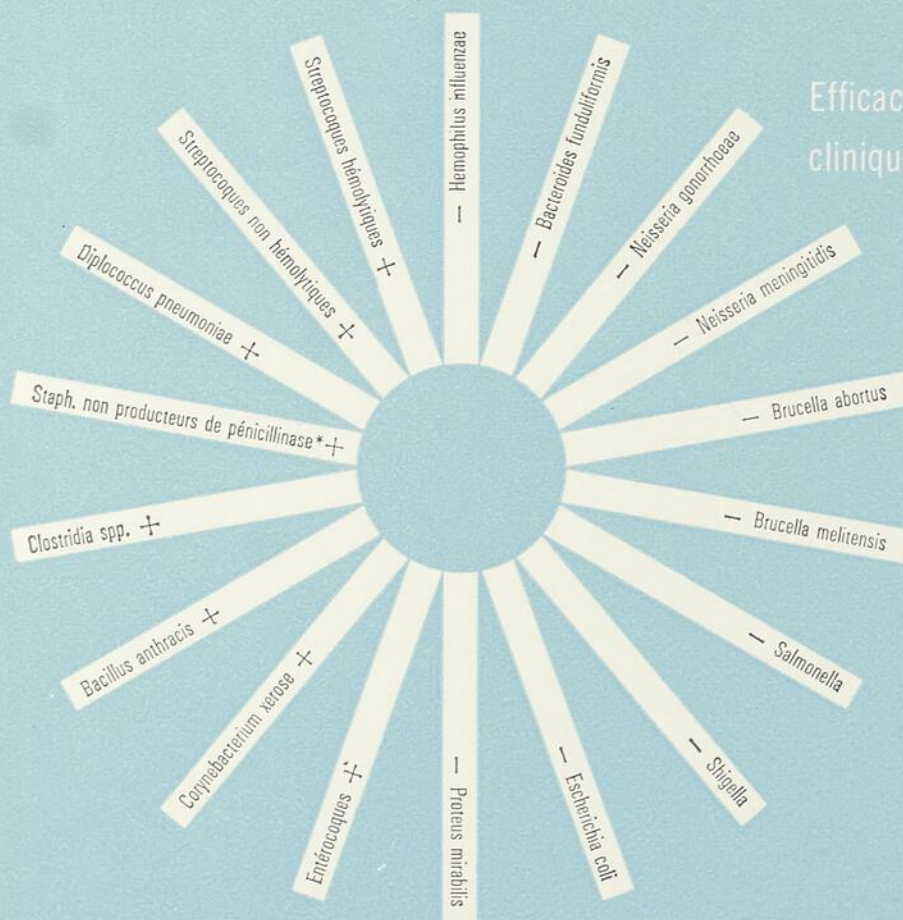 Hemophilus influenzae —
— Bacteroides funduliformis
— Neisseria gonorrhoeae
— Neisseria meningitidis
— Brucella abortus
— Brucella melitensis
— Salmonella
— Shigella
— Escherichia coli
— Proteus mirabilis
Entérocoques +
Corynebacterium xerose +
Bacillus anthracis +
Clostridia spp. +
Staph. non producteurs de pénicillinase* +
Diplococcus pneumoniae +
Streptocoques non hémolytiques +
Streptocoques hémolytiques +
Efficac
cliniqu